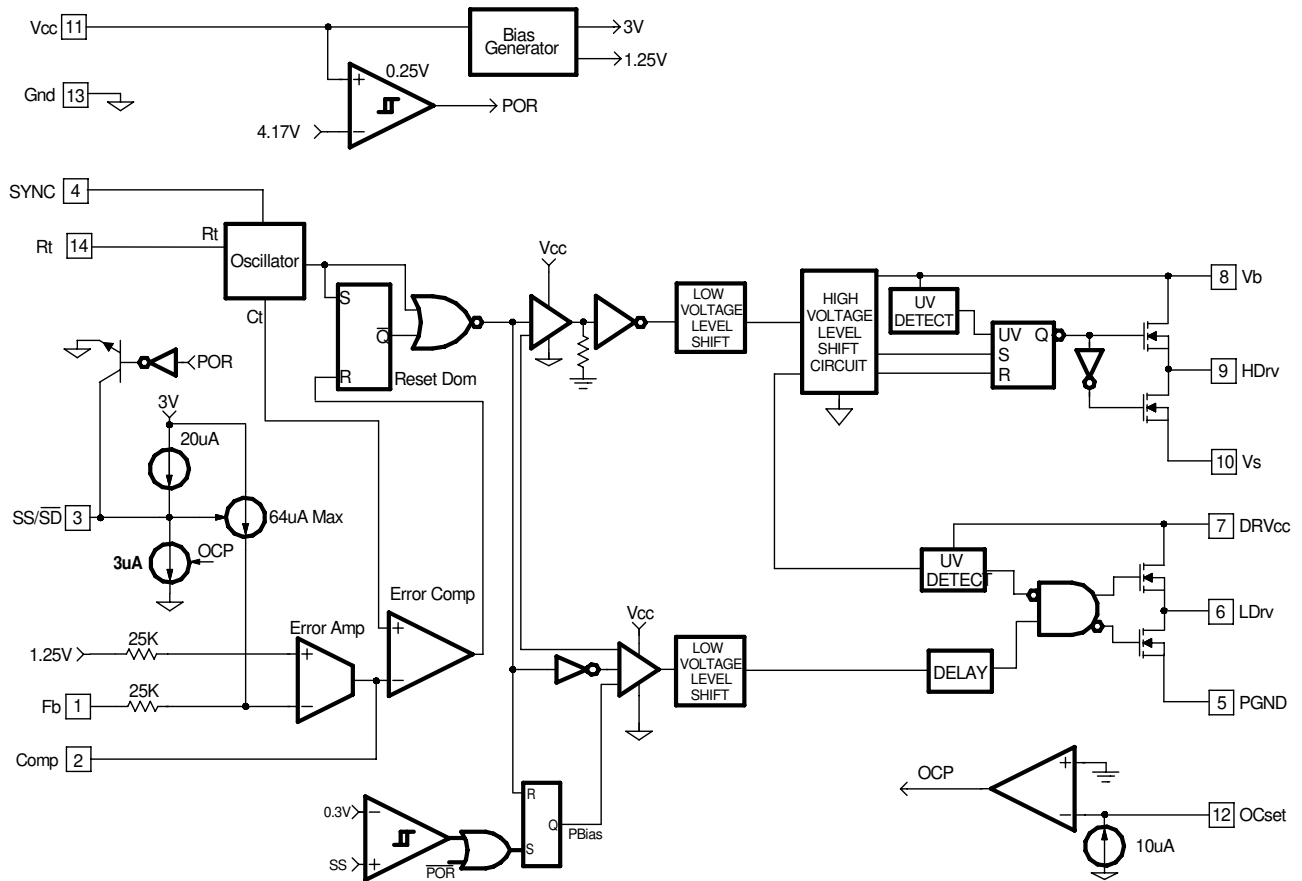 Vcc 11
Bias
Generator
3V
1.25V
0.25V
+
−
POR
4.17V
Gnd 13
SYNC 4
Rt 14
Rt
Oscillator
Ct
S
Q
R
Reset Dom
Vcc
LOW
VOLTAGE
LEVEL
SHIFT
HIGH
VOLTAGE
LEVEL
SHIFT
CIRCUIT
UV
DETECT
UV Q
S
R
8 Vb
9 HDrv
10 Vs
POR
3V
20uA
SS/SD 3
64uA Max
3uA
OCP
7 DRVcc
UV
DETECT
6 LDrv
5 PGND
Error Comp
+
−
Error Amp
+
−
1.25V
25K
Fb 1
25K
Comp 2
Vcc
LOW
VOLTAGE
LEVEL
SHIFT
DELAY
0.3V
−
SS
+
POR
R
Q
S
PBias
OCP
+
−
12 OCset
10uA